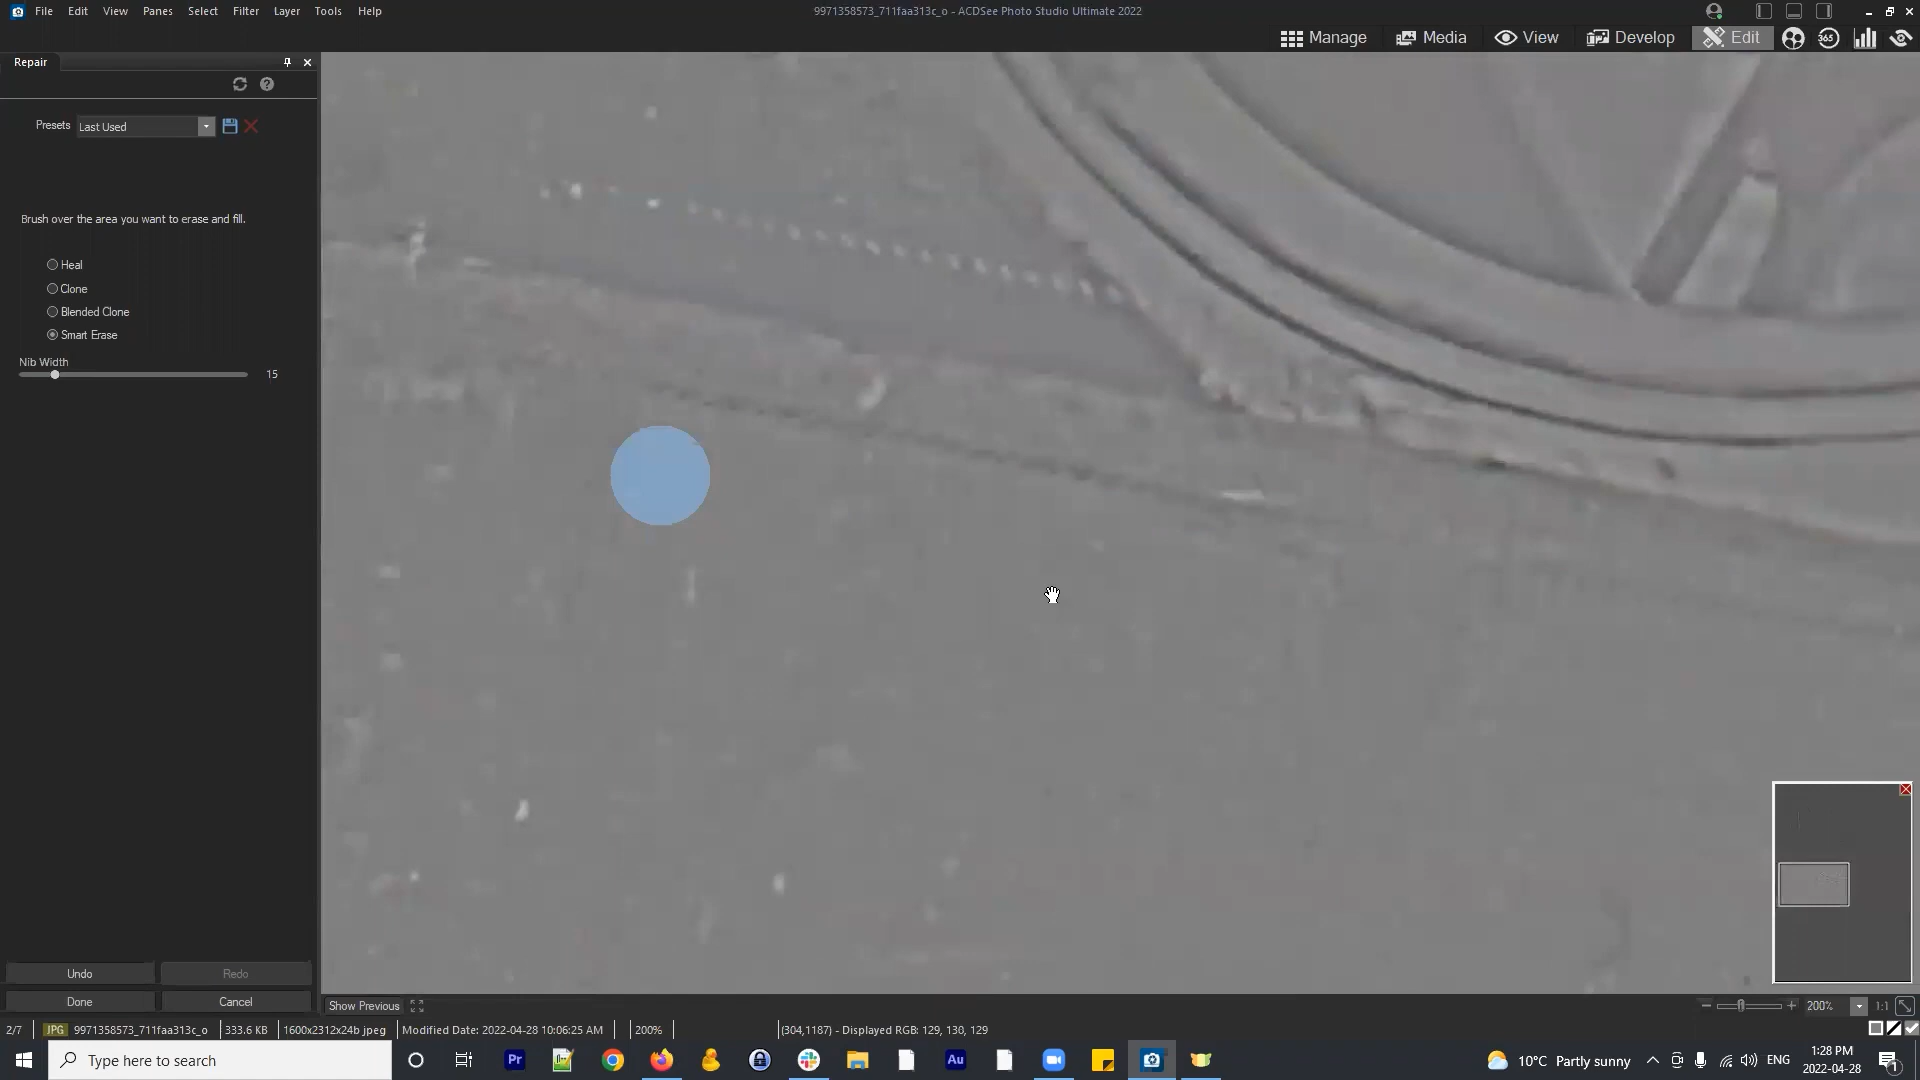 File Edit View Panes Select Filter Layer Tools Help
9971358573_711faa313c_o - ACDSee Photo Studio Ultimate 2022
Manage Media View Develop Edit 365
Repair
Presets Last Used
Brush over the area you want to erase and fill.
Heal
Clone
Blended Clone
Smart Erase
Nib Width
15
Undo Redo
Done Cancel
Show Previous
200% 1:1
2/7 JPG 9971358573_711faa313c_o 333.6 KB 1600x2312x24b jpeg Modified Date: 2022-04-28 10:06:25 AM 200% (304,1187) - Displayed RGB: 129, 130, 129
Type here to search
Pr Au
10°C Partly sunny
ENG
1:28 PM
2022-04-28
1